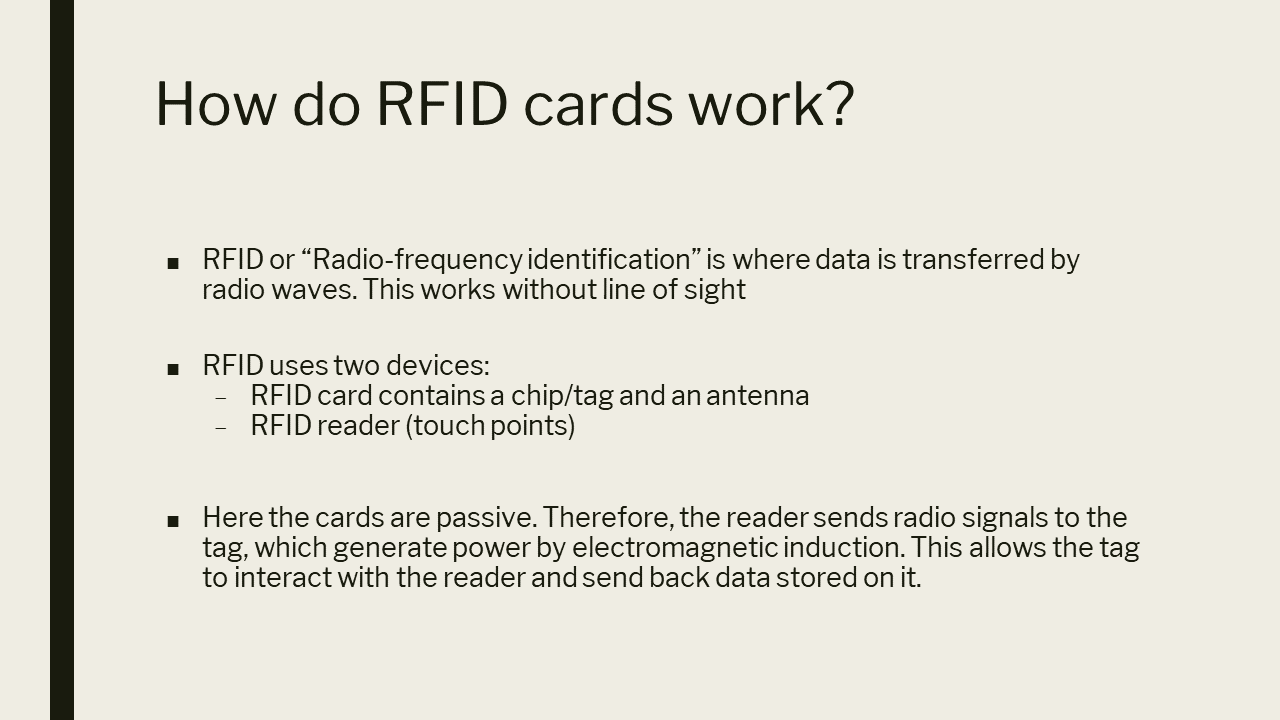 How do RFID cards work?
■ RFID or “Radio-frequency identification” is where data is transferred by
radio waves. This works without line of sight
■ RFID uses two devices:
– RFID card contains a chip/tag and an antenna
– RFID reader (touch points)
■ Here the cards are passive. Therefore, the reader sends radio signals to the
tag, which generate power by electromagnetic induction. This allows the tag
to interact with the reader and send back data stored on it.